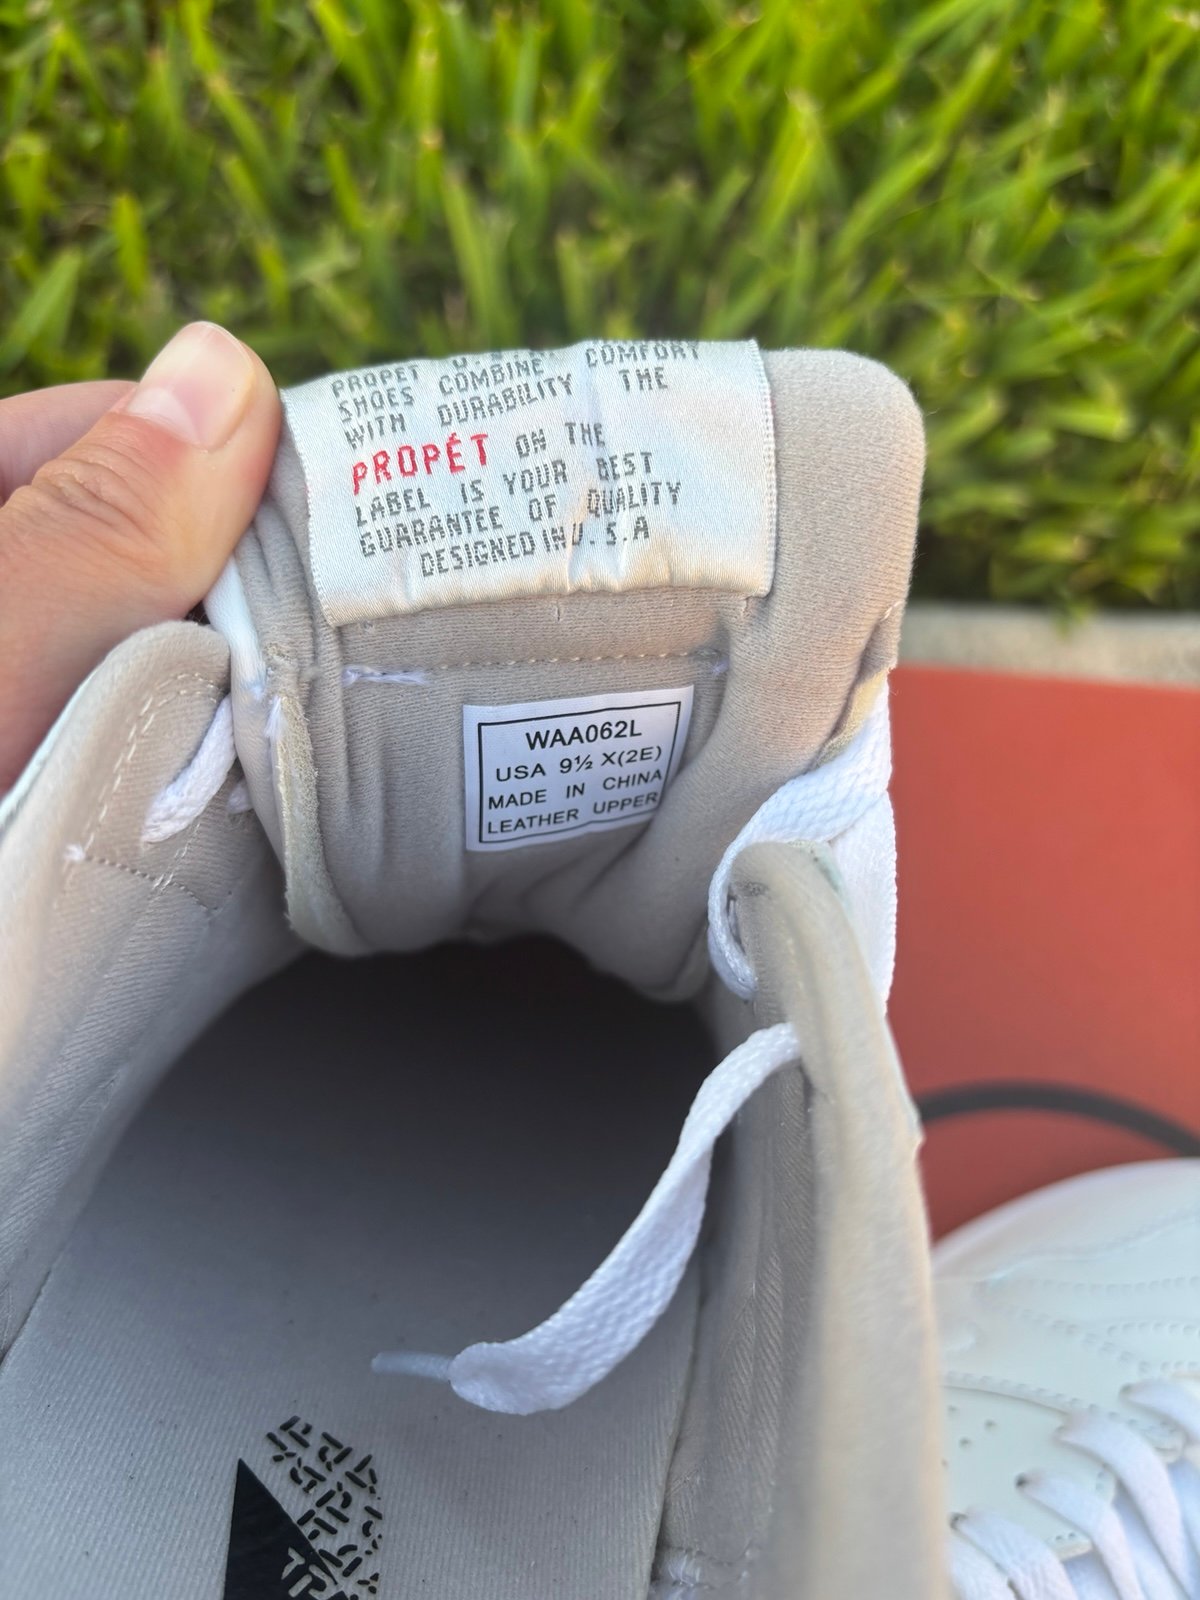 PROPET U.S.A.
SHOES COMBINE COMFORT
WITH DURABILITY THE
PROPÉT ON THE
LABEL IS YOUR BEST
GUARANTEE OF QUALITY
DESIGNED IN U.S.A
WAA062L
USA 9½ X(2E)
MADE IN CHINA
LEATHER UPPER